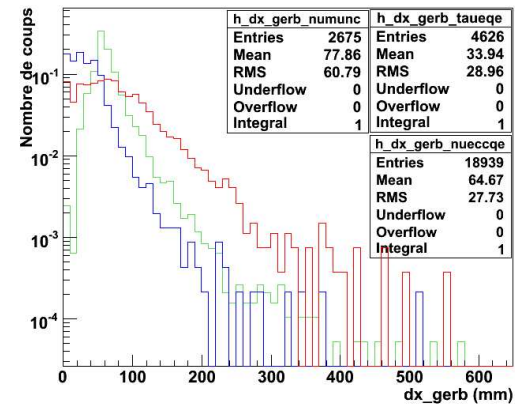 Nombre de coups
10⁻¹
10⁻²
10⁻³
10⁻⁴
h_dx_gerb_numunc
Entries 2675
Mean 77.86
RMS 60.79
Underflow 0
Overflow 0
Integral 1
h_dx_gerb_taueqe
Entries 4626
Mean 33.94
RMS 28.96
Underflow 0
Overflow 0
Integral 1
h_dx_gerb_nueccqe
Entries 18939
Mean 64.67
RMS 27.73
Underflow 0
Overflow 0
Integral 1
0 100 200 300 400 500 600
dx_gerb (mm)